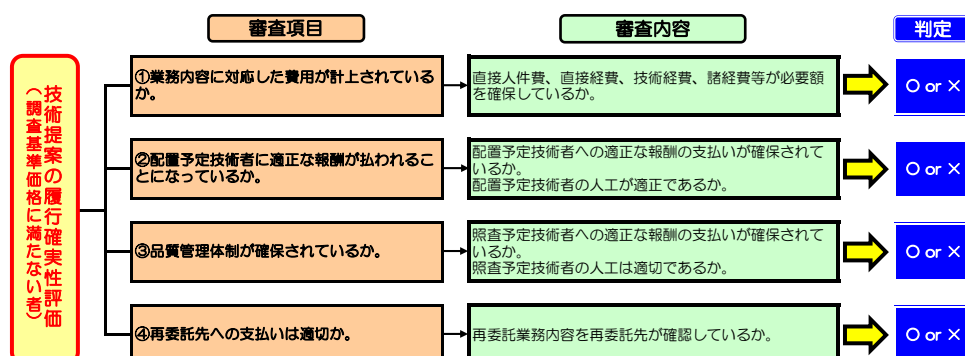 審査項目
審査内容
判定
技術提案の履行確実性評価
（調査基準価格に満たない者）
①業務内容に対応した費用が計上されている
か。
直接人件費、直接経費、技術経費、諸経費等が必要額
を確保しているか。
○ or ×
②配置予定技術者に適正な報酬が払われるこ
とになっているか。
配置予定技術者への適正な報酬の支払いが確保されて
いるか。
配置予定技術者の人工が適正であるか。
○ or ×
③品質管理体制が確保されているか。
照査予定技術者への適正な報酬の支払いが確保されて
いるか。
照査予定技術者の人工は適切であるか。
○ or ×
④再委託先への支払いは適切か。
再委託業務内容を再委託先が確認しているか。
○ or ×